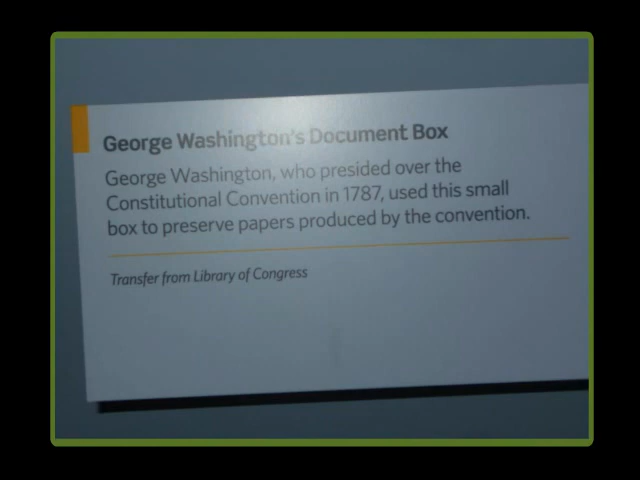 George Washington's Document Box
George Washington, who presided over the
Constitutional Convention in 1787, used this small
box to preserve papers produced by the convention.
Transfer from Library of Congress